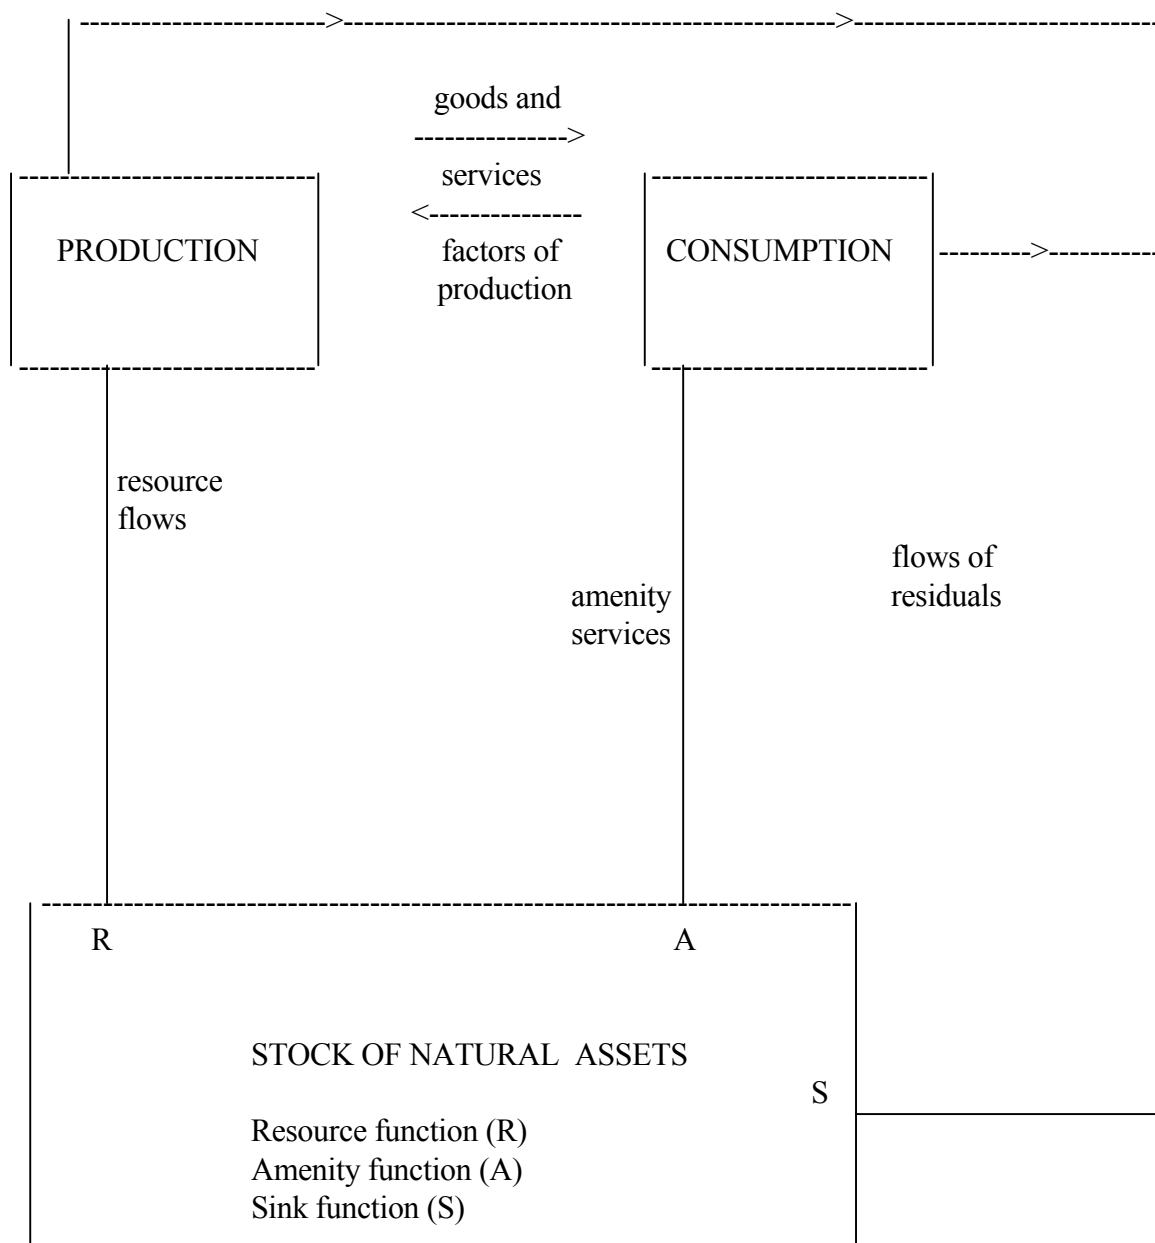 goods and
services
PRODUCTION
factors of
production
CONSUMPTION
resource
flows
flows of
residuals
amenity
services
R
A
STOCK OF NATURAL ASSETS
S
Resource function (R)
Amenity function (A)
Sink function (S)